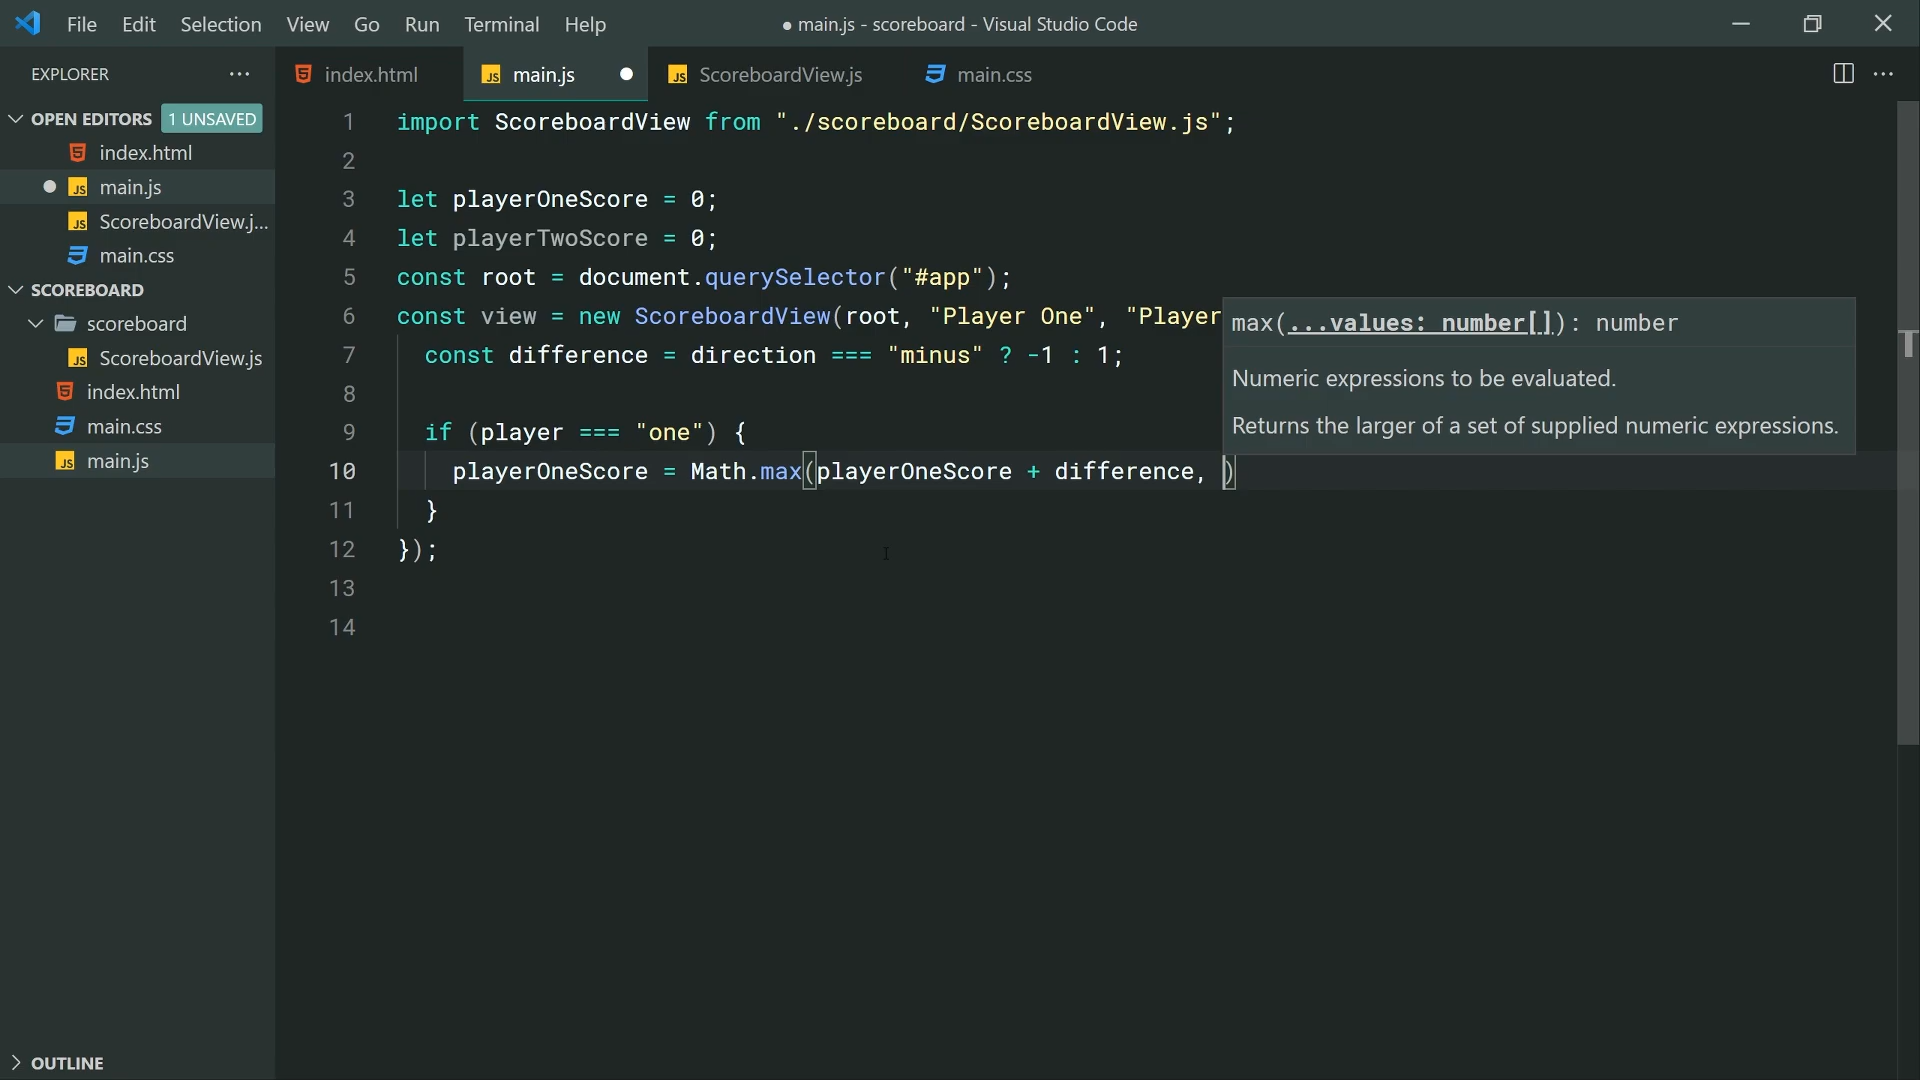 File Edit Selection View Go Run Terminal Help
● main.js - scoreboard - Visual Studio Code
EXPLORER
OPEN EDITORS 1 UNSAVED
index.html
main.js
ScoreboardView.j...
main.css
SCOREBOARD
scoreboard
ScoreboardView.js
index.html
main.css
main.js
OUTLINE
index.html main.js ScoreboardView.js main.css
1 import ScoreboardView from "./scoreboard/ScoreboardView.js";
2
3 let playerOneScore = 0;
4 let playerTwoScore = 0;
5 const root = document.querySelector("#app");
6 const view = new ScoreboardView(root, "Player One", "Player
7 const difference = direction === "minus" ? -1 : 1;
8
9 if (player === "one") {
10 playerOneScore = Math.max(playerOneScore + difference, )
11 }
12 });
13
14
max(...values: number[]): number
Numeric expressions to be evaluated.
Returns the larger of a set of supplied numeric expressions.